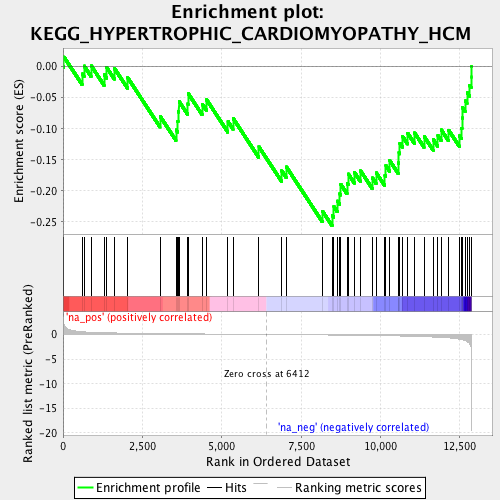 Enrichment plot:
KEGG_HYPERTROPHIC_CARDIOMYOPATHY_HCM
Enrichment score (ES)
0.00
-0.05
-0.10
-0.15
-0.20
-0.25
'na_pos' (positively correlated)
Ranked list metric (PreRanked)
0
-5
-10
-15
-20
Zero cross at 6412
'na_neg' (negatively correlated)
0
2,500
5,000
7,500
10,000
12,500
Rank in Ordered Dataset
Enrichment profile
Hits
Ranking metric scores